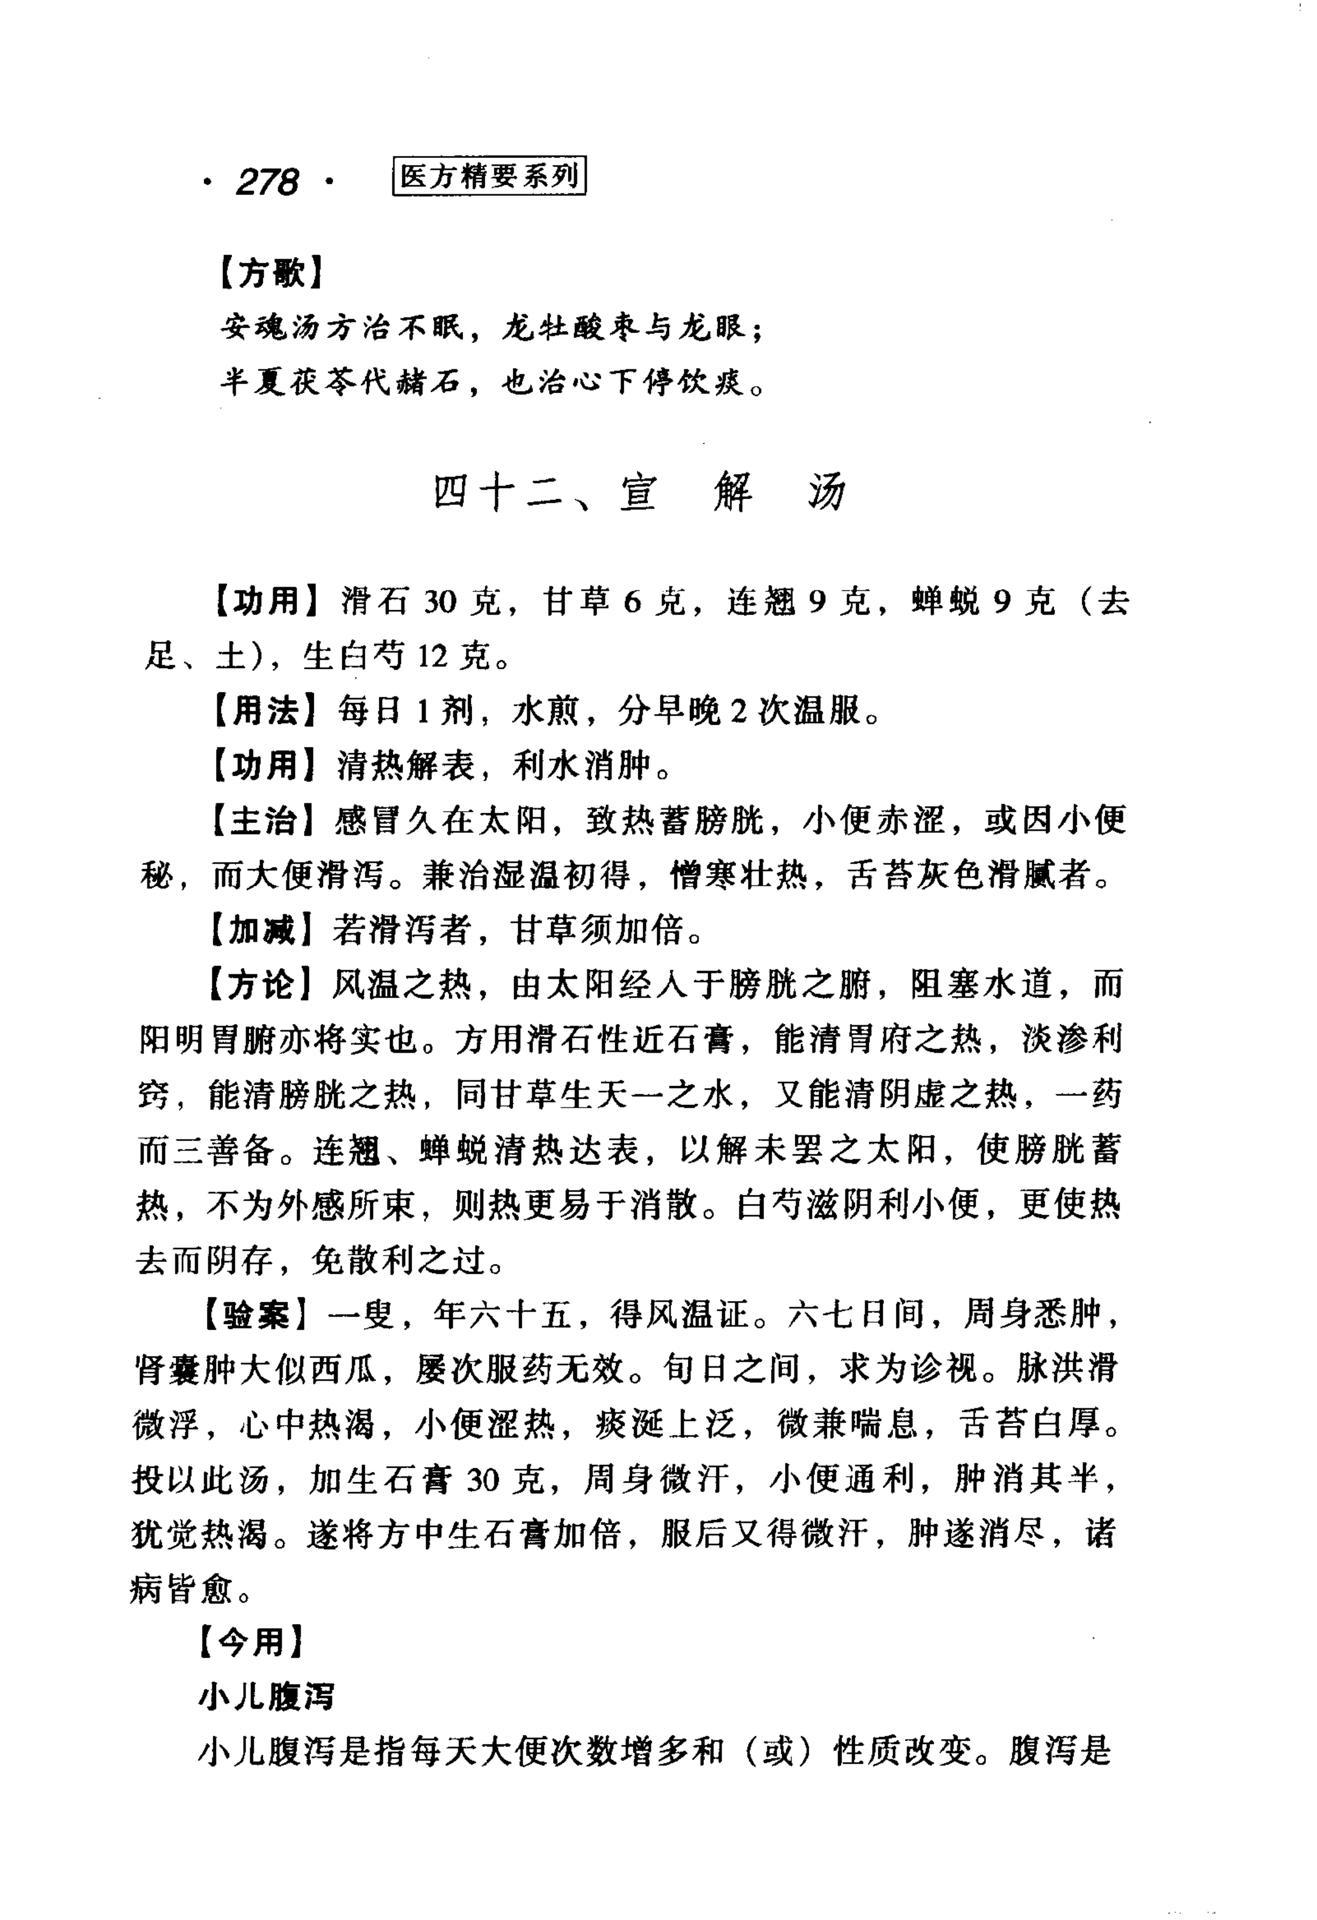 · 278 · 医方精要系列
【方歌】
安魂汤方治不眠，龙牡酸枣与龙眼；
半夏茯苓代赭石，也治心下停饮痰。
四十二、宣 解 汤
【功用】滑石 30 克，甘草 6 克，连翘 9 克，蝉蜕 9 克（去
足、土），生白芍 12 克。
【用法】每日 1 剂，水煎，分早晚 2 次温服。
【功用】清热解表，利水消肿。
【主治】感冒久在太阳，致热蓄膀胱，小便赤涩，或因小便
秘，而大便滑泻。兼治湿温初得，憎寒壮热，舌苔灰色滑腻者。
【加减】若滑泻者，甘草须加倍。
【方论】风温之热，由太阳经入于膀胱之腑，阻塞水道，而
阳明胃腑亦将实也。方用滑石性近石膏，能清胃府之热，淡渗利
窍，能清膀胱之热，同甘草生天一之水，又能清阴虚之热，一药
而三善备。连翘、蝉蜕清热达表，以解未罢之太阳，使膀胱蓄
热，不为外感所束，则热更易于消散。白芍滋阴利小便，更使热
去而阴存，免散利之过。
【验案】一叟，年六十五，得风温证。六七日间，周身悉肿，
肾囊肿大似西瓜，屡次服药无效。旬日之间，求为诊视。脉洪滑
微浮，心中热渴，小便涩热，痰涎上泛，微兼喘息，舌苔白厚。
投以此汤，加生石膏 30 克，周身微汗，小便通利，肿消其半，
犹觉热渴。遂将方中生石膏加倍，服后又得微汗，肿遂消尽，诸
病皆愈。
【今用】
小儿腹泻
小儿腹泻是指每天大便次数增多和（或）性质改变。腹泻是